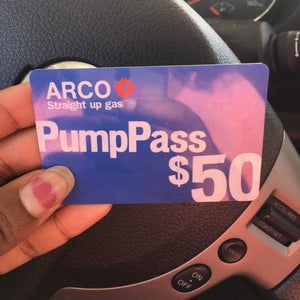 ARCO
Straight up gas
PumpPass
$50
ON
OFF